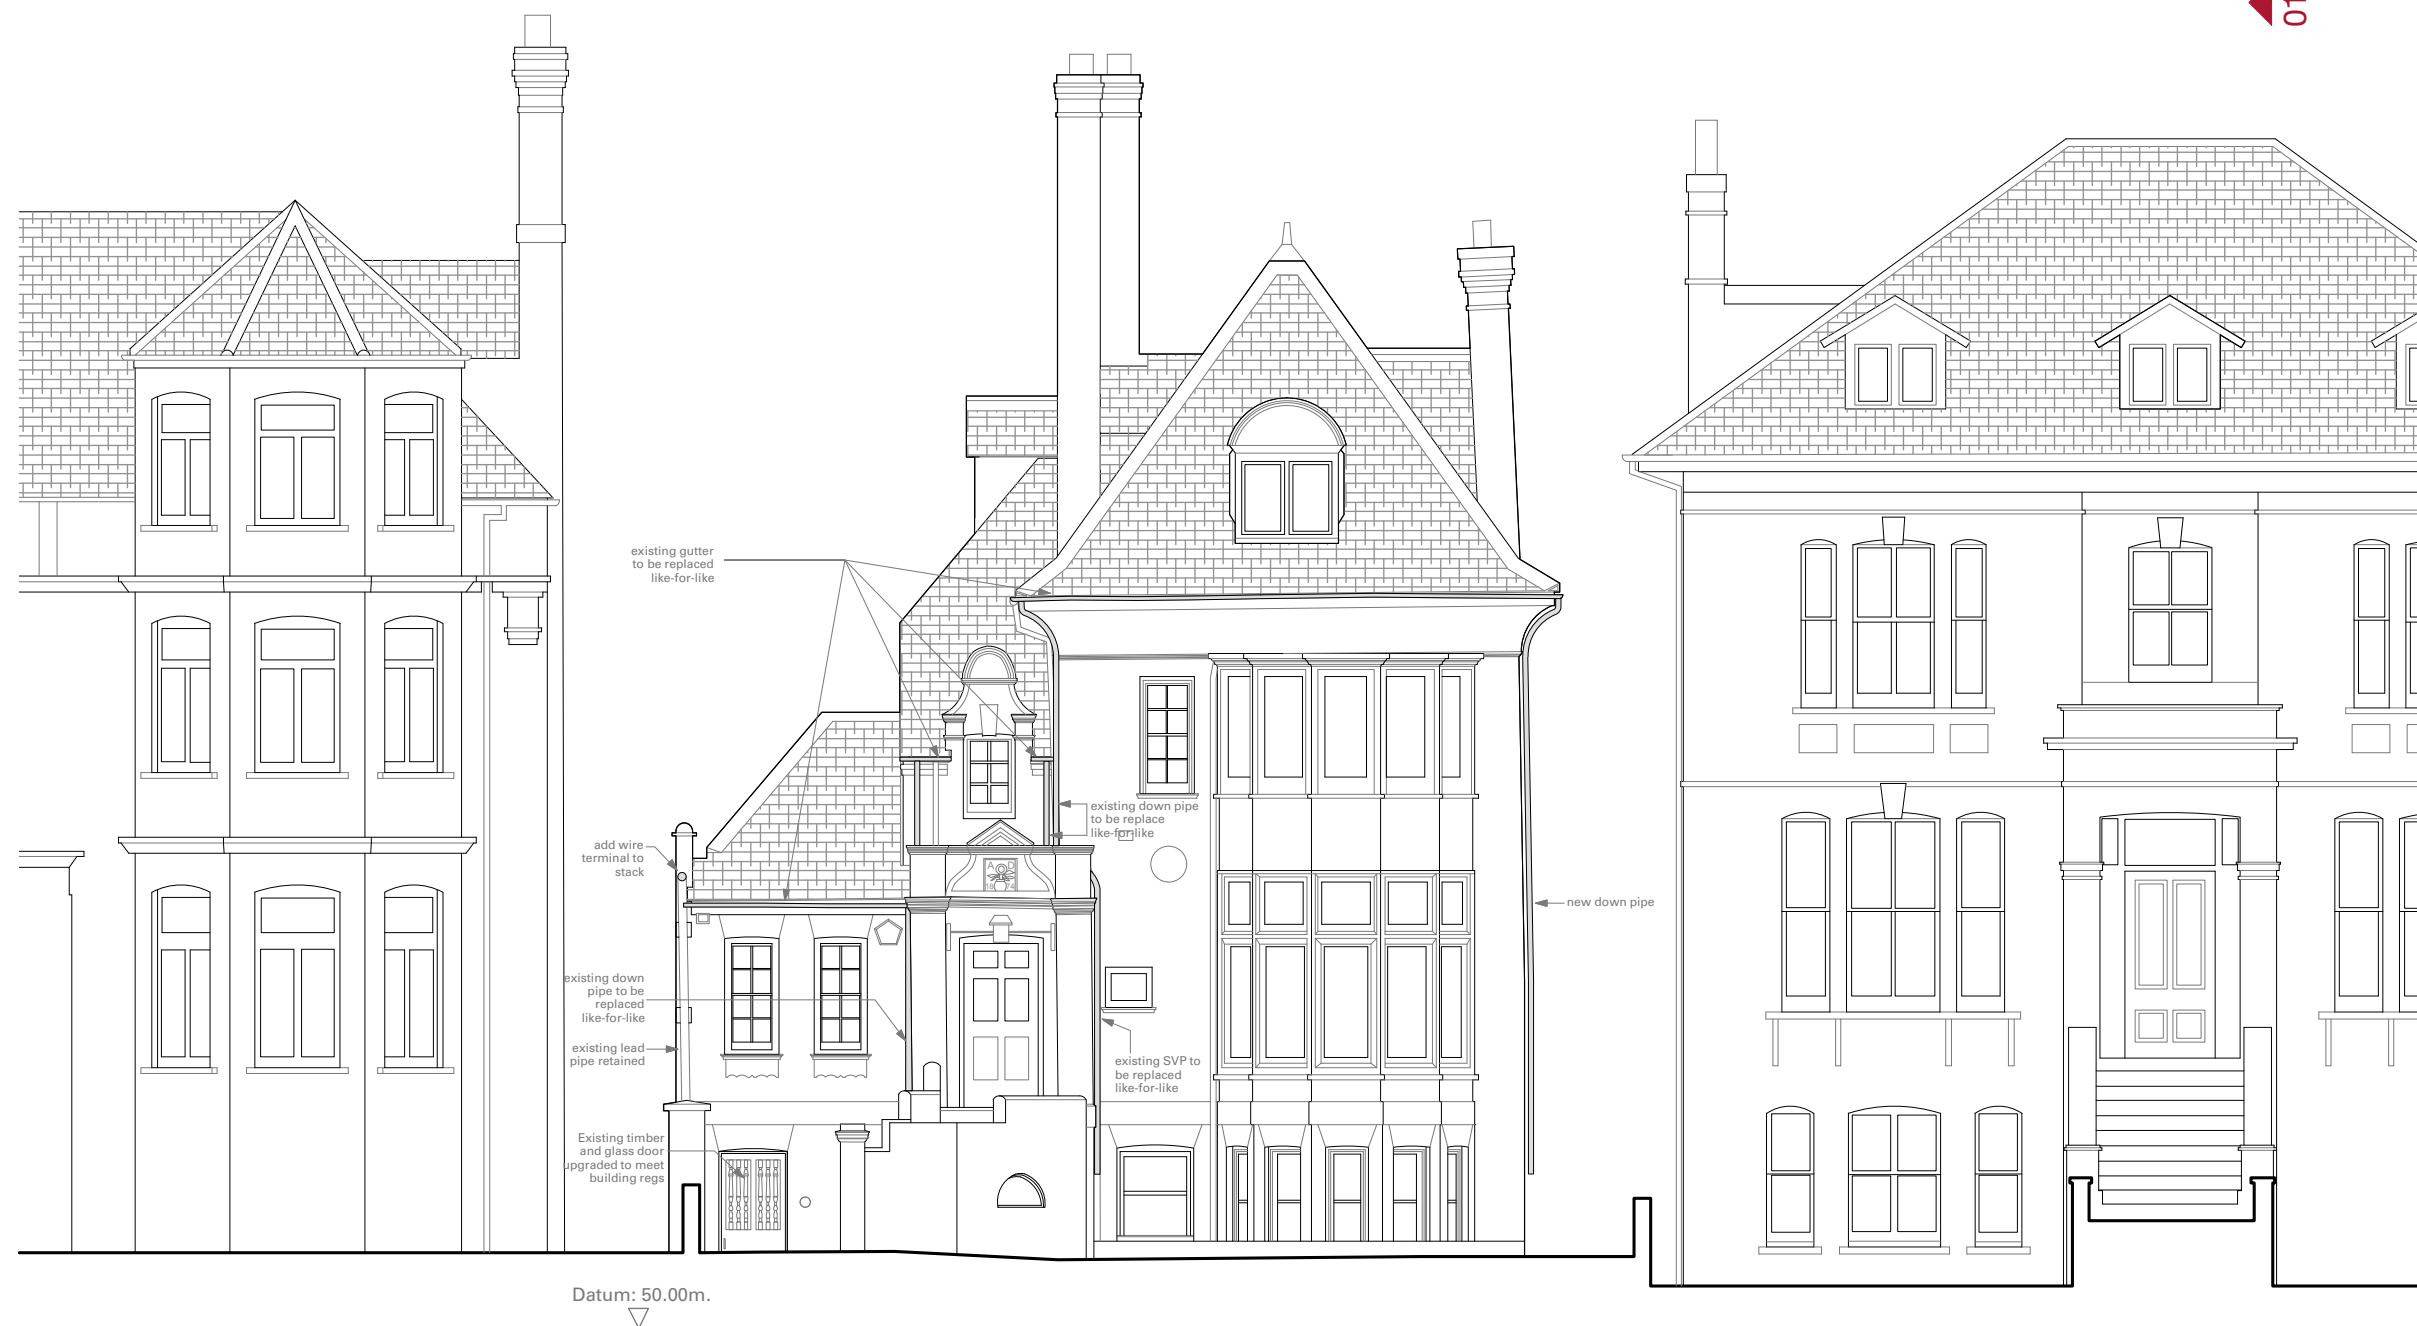 01
existing gutter
to be replaced
like-for-like
existing down pipe
to be replace
like-for-like
add wire
terminal to
stack
A D
18 74
new down pipe
existing down
pipe to be
replaced
like-for-like
existing lead
pipe retained
existing SVP to
be replaced
like-for-like
Existing timber
and glass door
upgraded to meet
building regs
Datum: 50.00m.